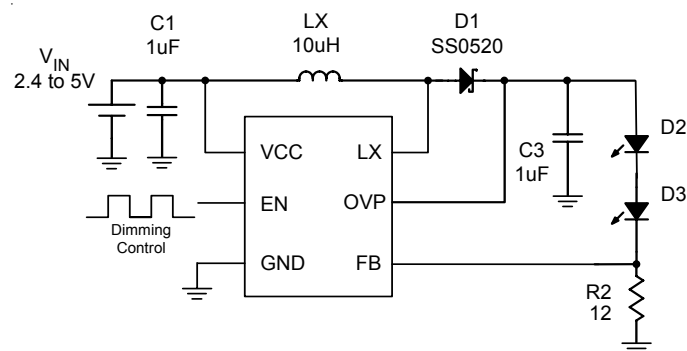 C1
1uF
LX
10uH
D1
SS0520
VIN
2.4 to 5V
VCC
LX
C3
1uF
D2
EN
OVP
D3
Dimming
Control
GND
FB
R2
12